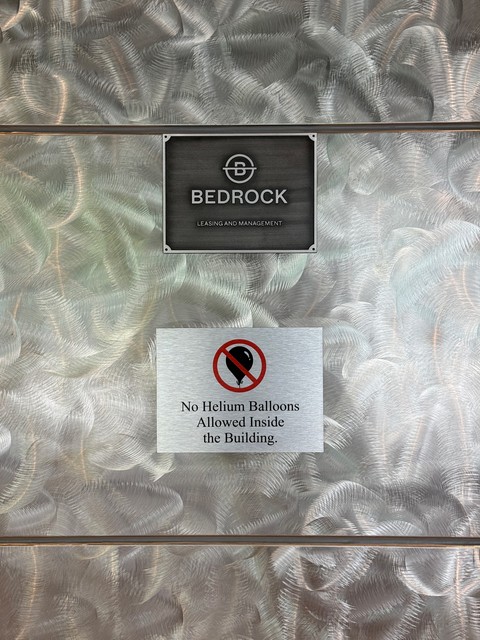 B
BEDROCK
LEASING AND MANAGEMENT
No Helium Balloons
Allowed Inside
the Building.